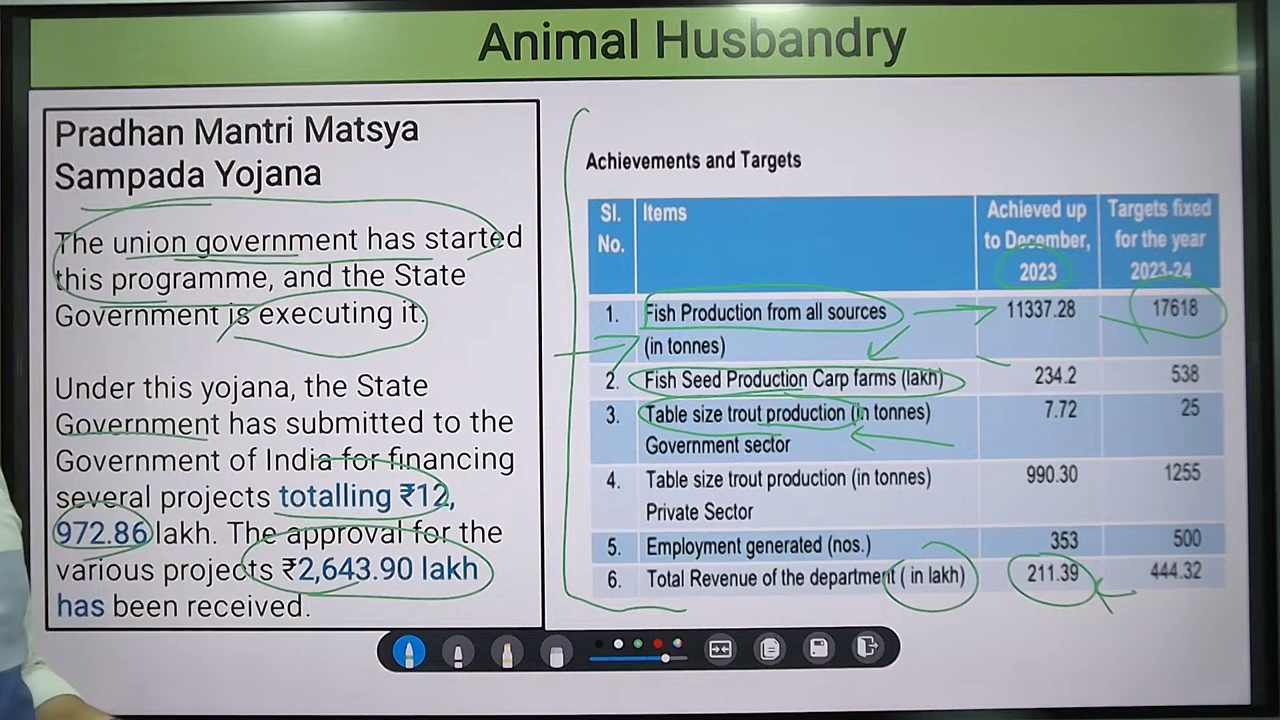 Animal Husbandry
Pradhan Mantri Matsya
Sampada Yojana
The union government has started
this programme, and the State
Government is executing it.
Under this yojana, the State
Government has submitted to the
Government of India for financing
several projects totalling ₹12,
972.86 lakh. The approval for the
various projects ₹2,643.90 lakh
has been received.
Achievements and Targets
Sl. No. Items Achieved up to December, 2023 Targets fixed for the year 2023-24
1. Fish Production from all sources (in tonnes) 11337.28 17618
2. Fish Seed Production Carp farms (lakh) 234.2 538
3. Table size trout production (in tonnes) Government sector 7.72 25
4. Table size trout production (in tonnes) Private Sector 990.30 1255
5. Employment generated (nos.) 353 500
6. Total Revenue of the department ( in lakh) 211.39 444.32